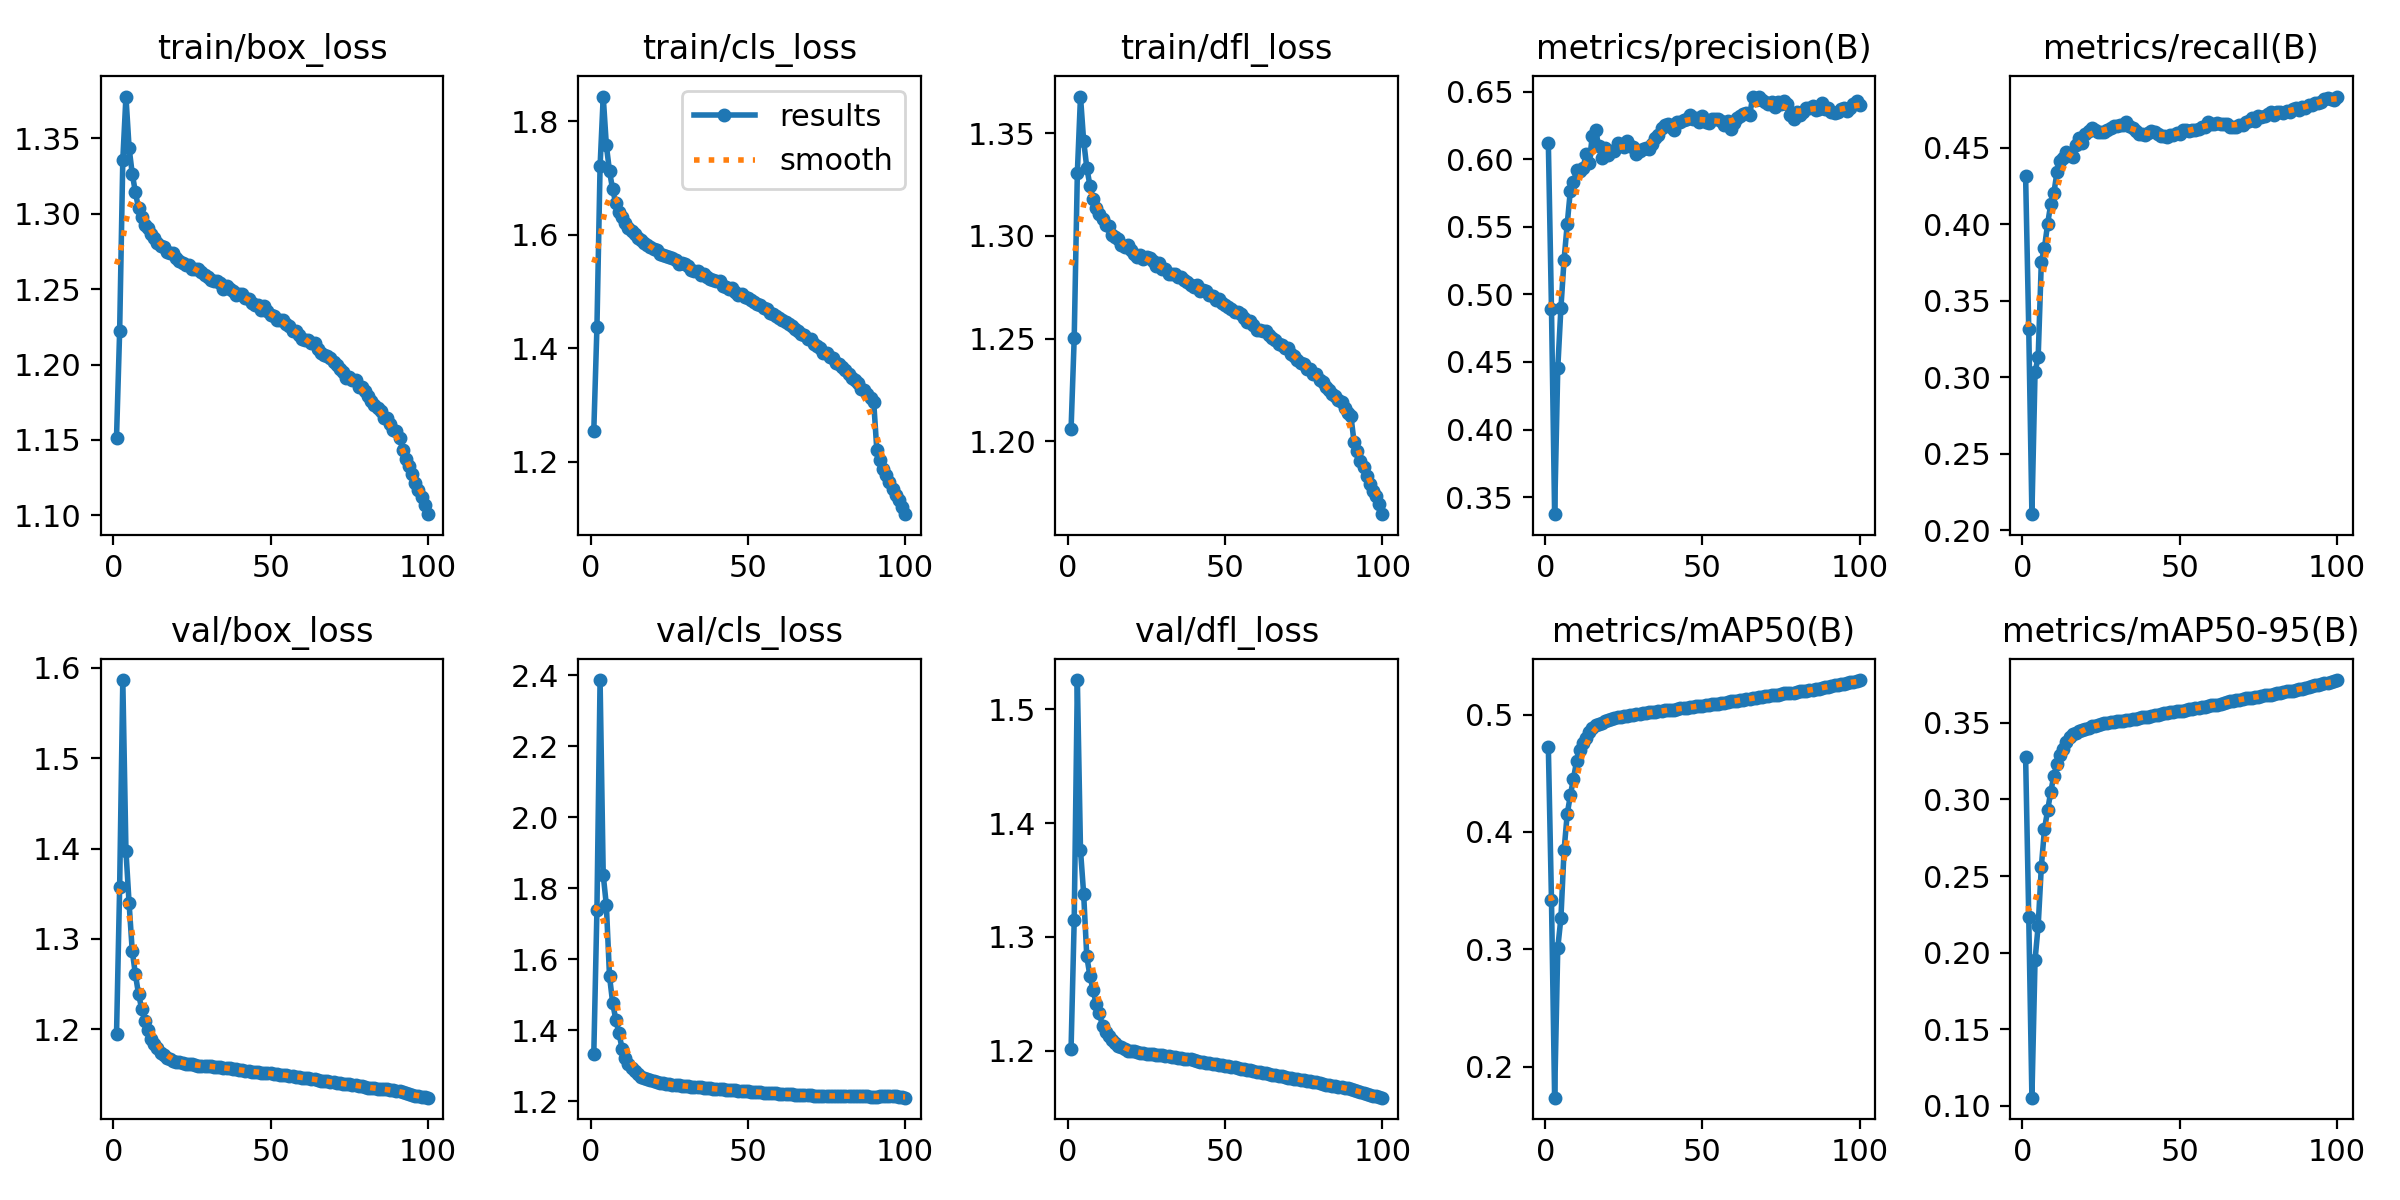 train/box_loss
1.35
1.30
1.25
1.20
1.15
1.10
0 50 100
train/cls_loss
results
smooth
1.8
1.6
1.4
1.2
0 50 100
train/dfl_loss
1.35
1.30
1.25
1.20
0 50 100
metrics/precision(B)
0.65
0.60
0.55
0.50
0.45
0.40
0.35
0 50 100
metrics/recall(B)
0.45
0.40
0.35
0.30
0.25
0.20
0 50 100
val/box_loss
1.6
1.5
1.4
1.3
1.2
0 50 100
val/cls_loss
2.4
2.2
2.0
1.8
1.6
1.4
1.2
0 50 100
val/dfl_loss
1.5
1.4
1.3
1.2
0 50 100
metrics/mAP50(B)
0.5
0.4
0.3
0.2
0 50 100
metrics/mAP50-95(B)
0.35
0.30
0.25
0.20
0.15
0.10
0 50 100